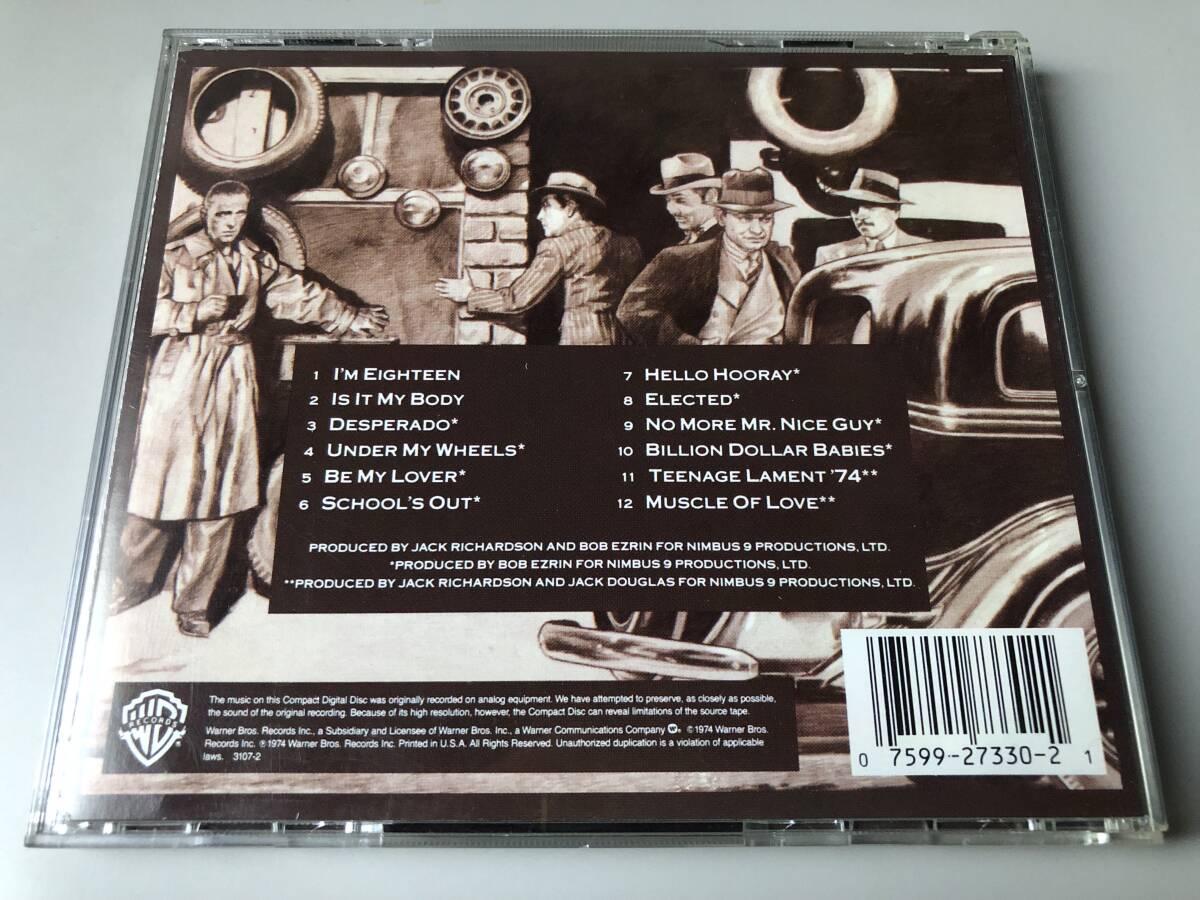 1 I'M EIGHTEEN
2 IS IT MY BODY
3 DESPERADO*
4 UNDER MY WHEELS*
5 BE MY LOVER*
6 SCHOOL'S OUT*
7 HELLO HOORAY*
8 ELECTED*
9 NO MORE MR. NICE GUY*
10 BILLION DOLLAR BABIES*
11 TEENAGE LAMENT '74**
12 MUSCLE OF LOVE**
PRODUCED BY JACK RICHARDSON AND BOB EZRIN FOR NIMBUS 9 PRODUCTIONS, LTD.
*PRODUCED BY BOB EZRIN FOR NIMBUS 9 PRODUCTIONS, LTD.
**PRODUCED BY JACK RICHARDSON AND JACK DOUGLAS FOR NIMBUS 9 PRODUCTIONS, LTD.
WB
RECORDS
The music on this Compact Digital Disc was originally recorded on analog equipment. We have attempted to preserve, as closely as possible,
the sound of the original recording. Because of its high resolution, however, the Compact Disc can reveal limitations of the source tape.
Warner Bros. Records Inc., a Subsidiary and Licensee of Warner Bros. Inc., a Warner Communications Company W. © 1974 Warner Bros.
Records Inc. ℗ 1974 Warner Bros. Records Inc. Printed in U.S.A. All Rights Reserved. Unauthorized duplication is a violation of applicable
laws. 3107-2
0 7599-27330-2 1